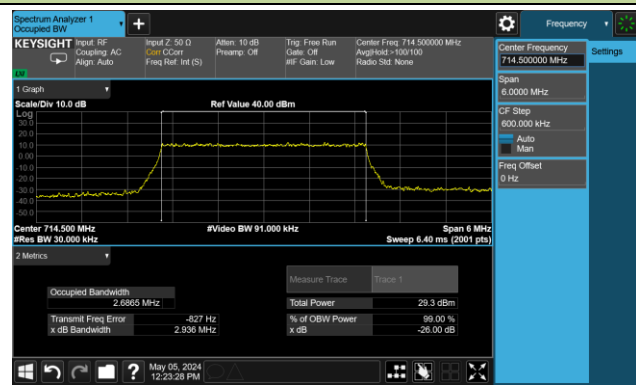 Spectrum Analyzer 1
Occupied BW
Frequency
KEYSIGHT
Input: RF
Coupling: AC
Align: Auto
Input Z: 50 Ω
Corr CCorr
Freq Ref: Int (S)
Atten: 10 dB
Preamp: Off
Trig: Free Run
Gate: Off
#IF Gain: Low
Center Freq: 714.500000 MHz
Avg|Hold:>100/100
Radio Std: None
LW
Center Frequency
714.500000 MHz
Settings
Span
6.0000 MHz
CF Step
600.000 kHz
Auto
Man
Freq Offset
0 Hz
1 Graph
Scale/Div 10.0 dB
Ref Value 40.00 dBm
Log
30.0
20.0
10.0
0.00
-10.0
-20.0
-30.0
-40.0
-50.0
Center 714.500 MHz
#Video BW 91.000 kHz
Span 6 MHz
#Res BW 30.000 kHz
Sweep 6.40 ms (2001 pts)
2 Metrics
Measure Trace
Trace 1
Occupied Bandwidth
2.6865 MHz
Total Power
29.3 dBm
Transmit Freq Error
-827 Hz
% of OBW Power
99.00 %
x dB Bandwidth
2.936 MHz
x dB
-26.00 dB
?
May 05, 2024
12:23:28 PM